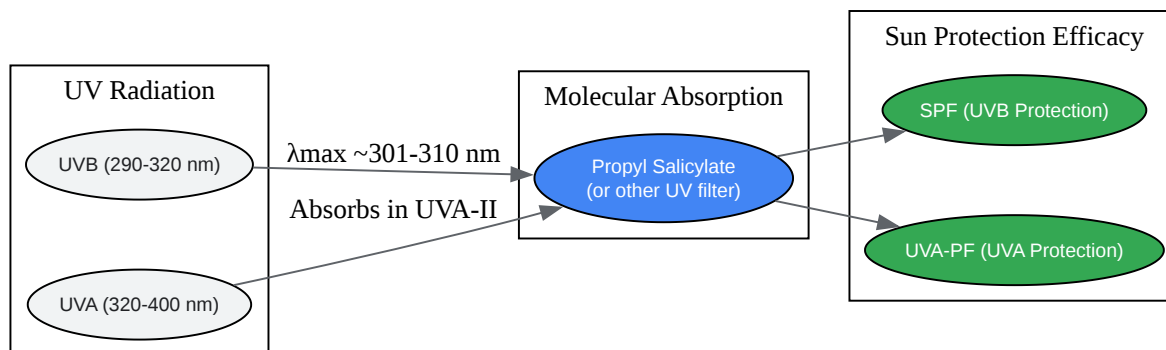 UV Radiation
UVB (290-320 nm)
UVA (320-400 nm)
λmax ~301-310 nm
Absorbs in UVA-II
Molecular Absorption
Propyl Salicylate
(or other UV filter)
Sun Protection Efficacy
SPF (UVB Protection)
UVA-PF (UVA Protection)